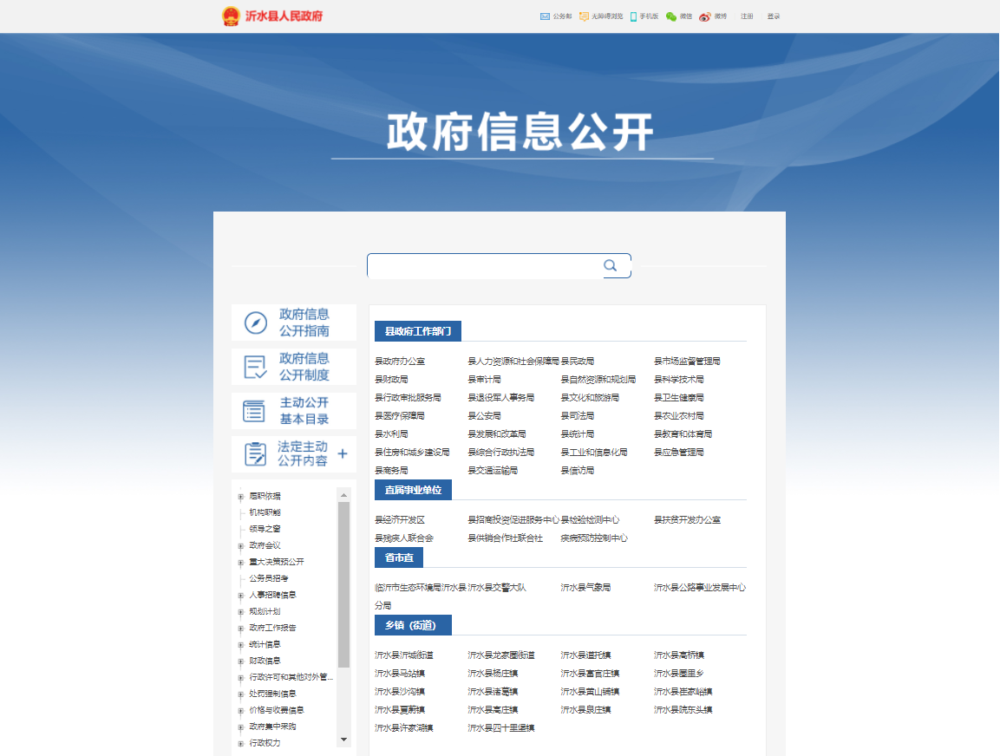 沂水县人民政府
公务邮 无障碍浏览 手机版 微信 微博 注册 登录
政府信息公开
政府信息
公开指南
政府信息
公开制度
主动公开
基本目录
法定主动
公开内容 +
履职依据
机构职能
领导之窗
政府会议
重大决策预公开
公务员招考
人事招聘信息
规划计划
政府工作报告
统计信息
财政信息
行政许可和其他对外管...
处罚强制信息
价格与收费信息
政府集中采购
行政权力
县政府工作部门
县政府办公室 县人力资源和社会保障局 县民政局 县市场监督管理局
县财政局 县审计局 县自然资源和规划局 县科学技术局
县行政审批服务局 县退役军人事务局 县文化和旅游局 县卫生健康局
县医疗保障局 县公安局 县司法局 县农业农村局
县水利局 县发展和改革局 县统计局 县教育和体育局
县住房和城乡建设局 县综合行政执法局 县工业和信息化局 县应急管理局
县商务局 县交通运输局 县信访局
直属事业单位
县经济开发区 县招商投资促进服务中心 县检验检测中心 县扶贫开发办公室
县残疾人联合会 县供销合作社联合社 疾病预防控制中心
省市直
临沂市生态环境局沂水县 沂水县交警大队 沂水县气象局 沂水县公路事业发展中心
分局
乡镇（街道）
沂水县沂城街道 沂水县龙家圈街道 沂水县道托镇 沂水县高桥镇
沂水县马站镇 沂水县杨庄镇 沂水县富官庄镇 沂水县圈里乡
沂水县沙沟镇 沂水县诸葛镇 沂水县黄山铺镇 沂水县崔家峪镇
沂水县夏蔚镇 沂水县高庄镇 沂水县泉庄镇 沂水县院东头镇
沂水县许家湖镇 沂水县四十里堡镇